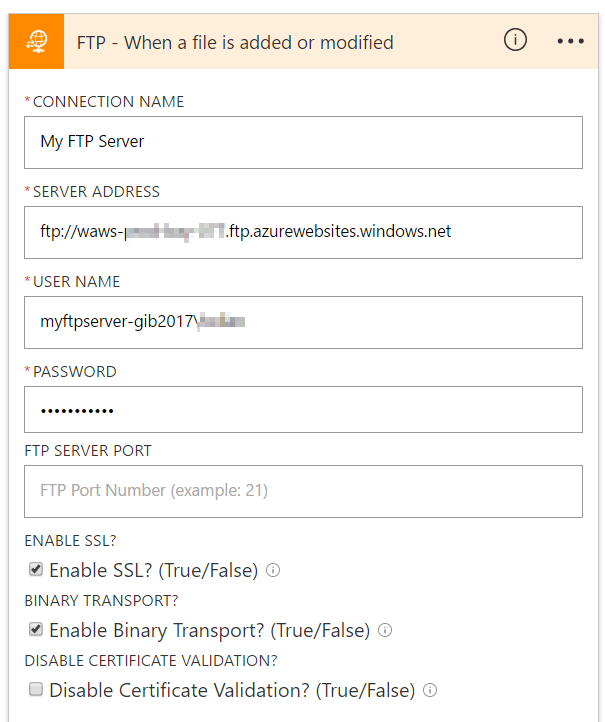 FTP - When a file is added or modified
* CONNECTION NAME
My FTP Server
* SERVER ADDRESS
ftp://waws- .ftp.azurewebsites.windows.net
* USER NAME
myftpserver-gib2017\
* PASSWORD
•••••••••••
FTP SERVER PORT
FTP Port Number (example: 21)
ENABLE SSL?
Enable SSL? (True/False)
BINARY TRANSPORT?
Enable Binary Transport? (True/False)
DISABLE CERTIFICATE VALIDATION?
Disable Certificate Validation? (True/False)